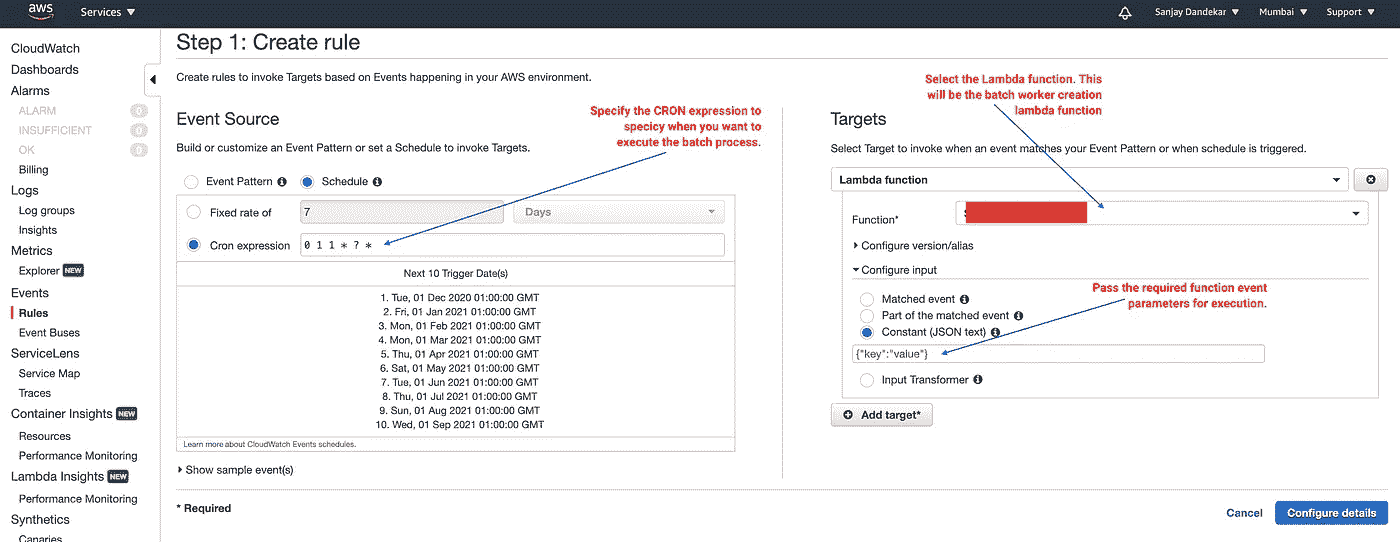 aws
Services
Sanjay Dandekar
Mumbai
Support
CloudWatch
Dashboards
Alarms
ALARM 0
INSUFFICIENT 0
OK 0
Billing
Logs
Log groups
Insights
Metrics
Explorer NEW
Events
Rules
Event Buses
ServiceLens
Service Map
Traces
Container Insights NEW
Resources
Performance Monitoring
Lambda Insights NEW
Performance Monitoring
Synthetics
Canaries
Step 1: Create rule
Create rules to invoke Targets based on Events happening in your AWS environment.
Specify the CRON expression to
specicy when you want to
execute the batch process.
Event Source
Build or customize an Event Pattern or set a Schedule to invoke Targets.
Event Pattern
Schedule
Fixed rate of 7 Days
Cron expression 0 1 1 * ? *
Next 10 Trigger Date(s)
1. Tue, 01 Dec 2020 01:00:00 GMT
2. Fri, 01 Jan 2021 01:00:00 GMT
3. Mon, 01 Feb 2021 01:00:00 GMT
4. Mon, 01 Mar 2021 01:00:00 GMT
5. Thu, 01 Apr 2021 01:00:00 GMT
6. Sat, 01 May 2021 01:00:00 GMT
7. Tue, 01 Jun 2021 01:00:00 GMT
8. Thu, 01 Jul 2021 01:00:00 GMT
9. Sun, 01 Aug 2021 01:00:00 GMT
10. Wed, 01 Sep 2021 01:00:00 GMT
Learn more about CloudWatch Events schedules.
Show sample event(s)
* Required
Select the Lambda function. This
will be the batch worker creation
lambda function
Targets
Select Target to invoke when an event matches your Event Pattern or when schedule is triggered.
Lambda function
Function*
Configure version/alias
Configure input
Pass the required function event
parameters for execution.
Matched event
Part of the matched event
Constant (JSON text)
{"key":"value"}
Input Transformer
Add target*
Cancel
Configure details